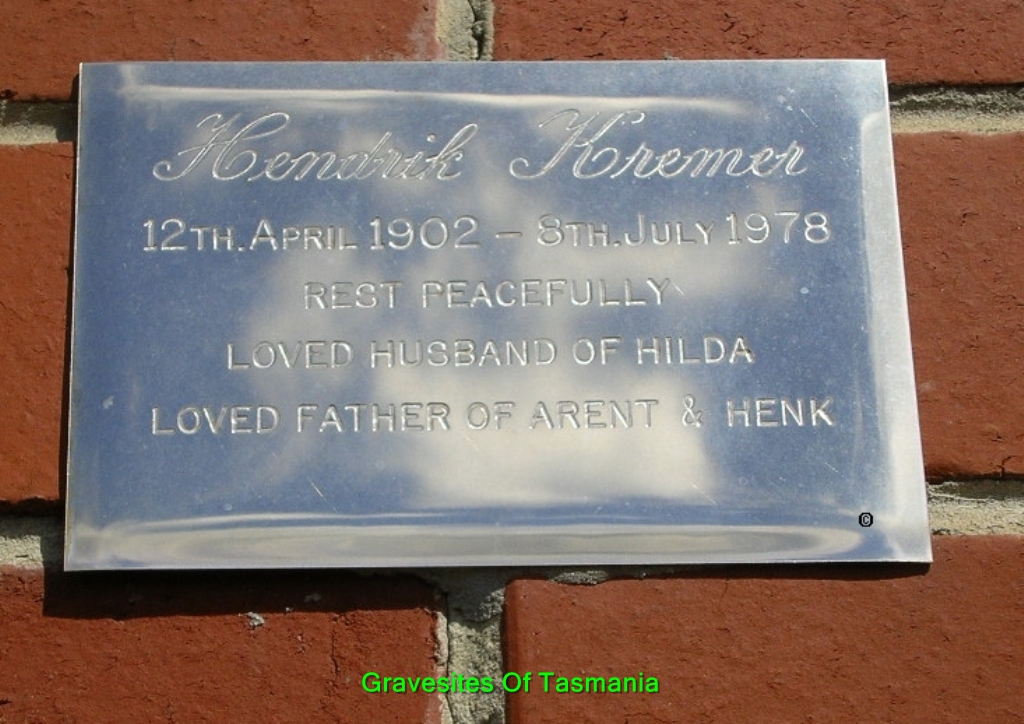 Hendrik Kremer
12TH. APRIL 1902 – 8TH. JULY 1978
REST PEACEFULLY
LOVED HUSBAND OF HILDA
LOVED FATHER OF ARENT & HENK
©
Gravesites Of Tasmania